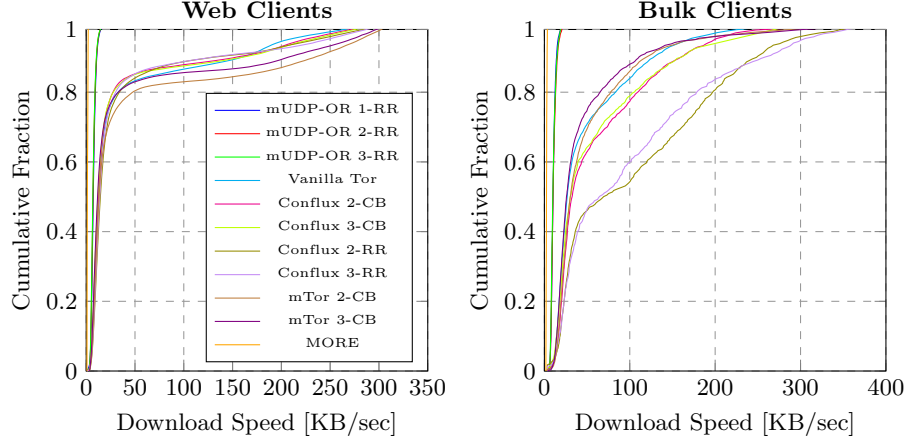 Web Clients
1
0.8
0.6
0.4
0.2
0
0 50 100 150 200 250 300 350
Cumulative Fraction
Download Speed [KB/sec]
mUDP-OR 1-RR
mUDP-OR 2-RR
mUDP-OR 3-RR
Vanilla Tor
Conflux 2-CB
Conflux 3-CB
Conflux 2-RR
Conflux 3-RR
mTor 2-CB
mTor 3-CB
MORE
Bulk Clients
1
0.8
0.6
0.4
0.2
0
0 100 200 300 400
Cumulative Fraction
Download Speed [KB/sec]